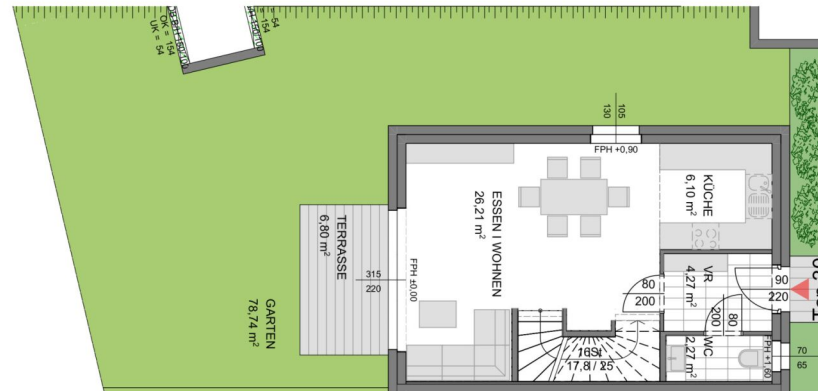 OK = 154
UK = 54
= 54
= 154
130
105
FPH +0,90
KÜCHE
6,10 m²
ESSEN I WOHNEN
26,21 m²
TERRASSE
6,80 m²
GARTEN
78,74 m²
315
220
FPH ±0,00
80
200
VR
4,27 m²
90
220
80
200
WC
2,27 m²
FPH +1,60
70
65
16St
17,8 / 25